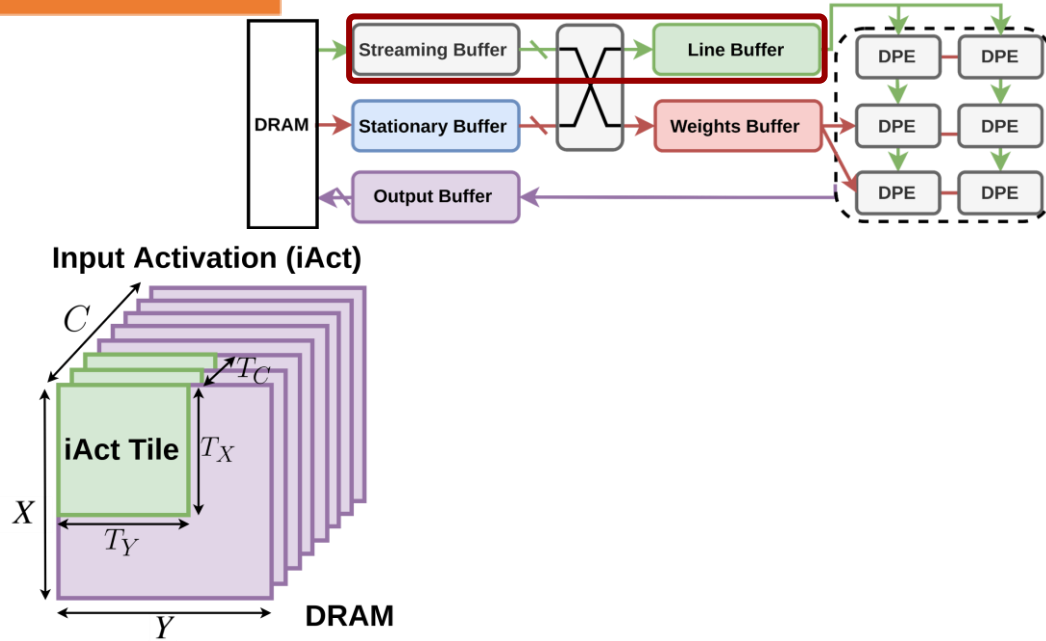 Streaming Buffer
Line Buffer
DPE
DPE
DRAM
Stationary Buffer
Weights Buffer
DPE
DPE
Output Buffer
DPE
DPE
Input Activation (iAct)
C
T_C
iAct Tile
T_X
X
T_Y
DRAM
Y